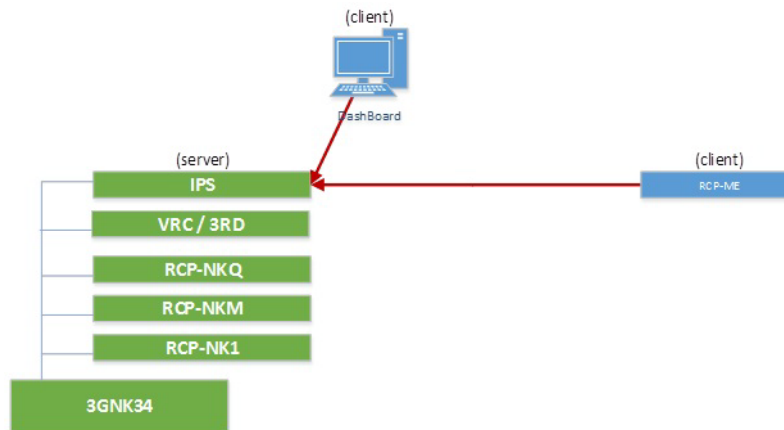 (client)
DashBoard
(server)
(client)
IPS
RCP-ME
VRC / 3RD
RCP-NKQ
RCP-NKM
RCP-NK1
3GNK34